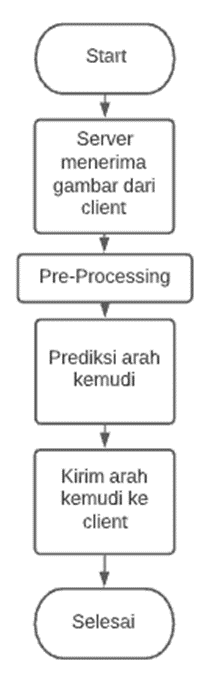 Start
Server
menerima
gambar dari
client
Pre-Processing
Prediksi arah
kemudi
Kirim arah
kemudi ke
client
Selesai